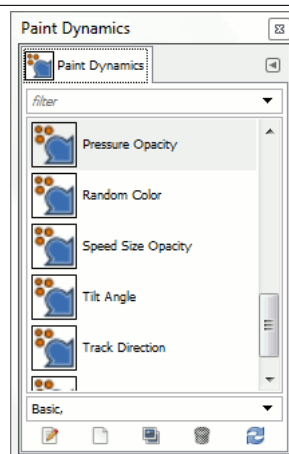 Paint Dynamics
Paint Dynamics
filter
Pressure Opacity
Random Color
Speed Size Opacity
Tilt Angle
Track Direction
Basic,